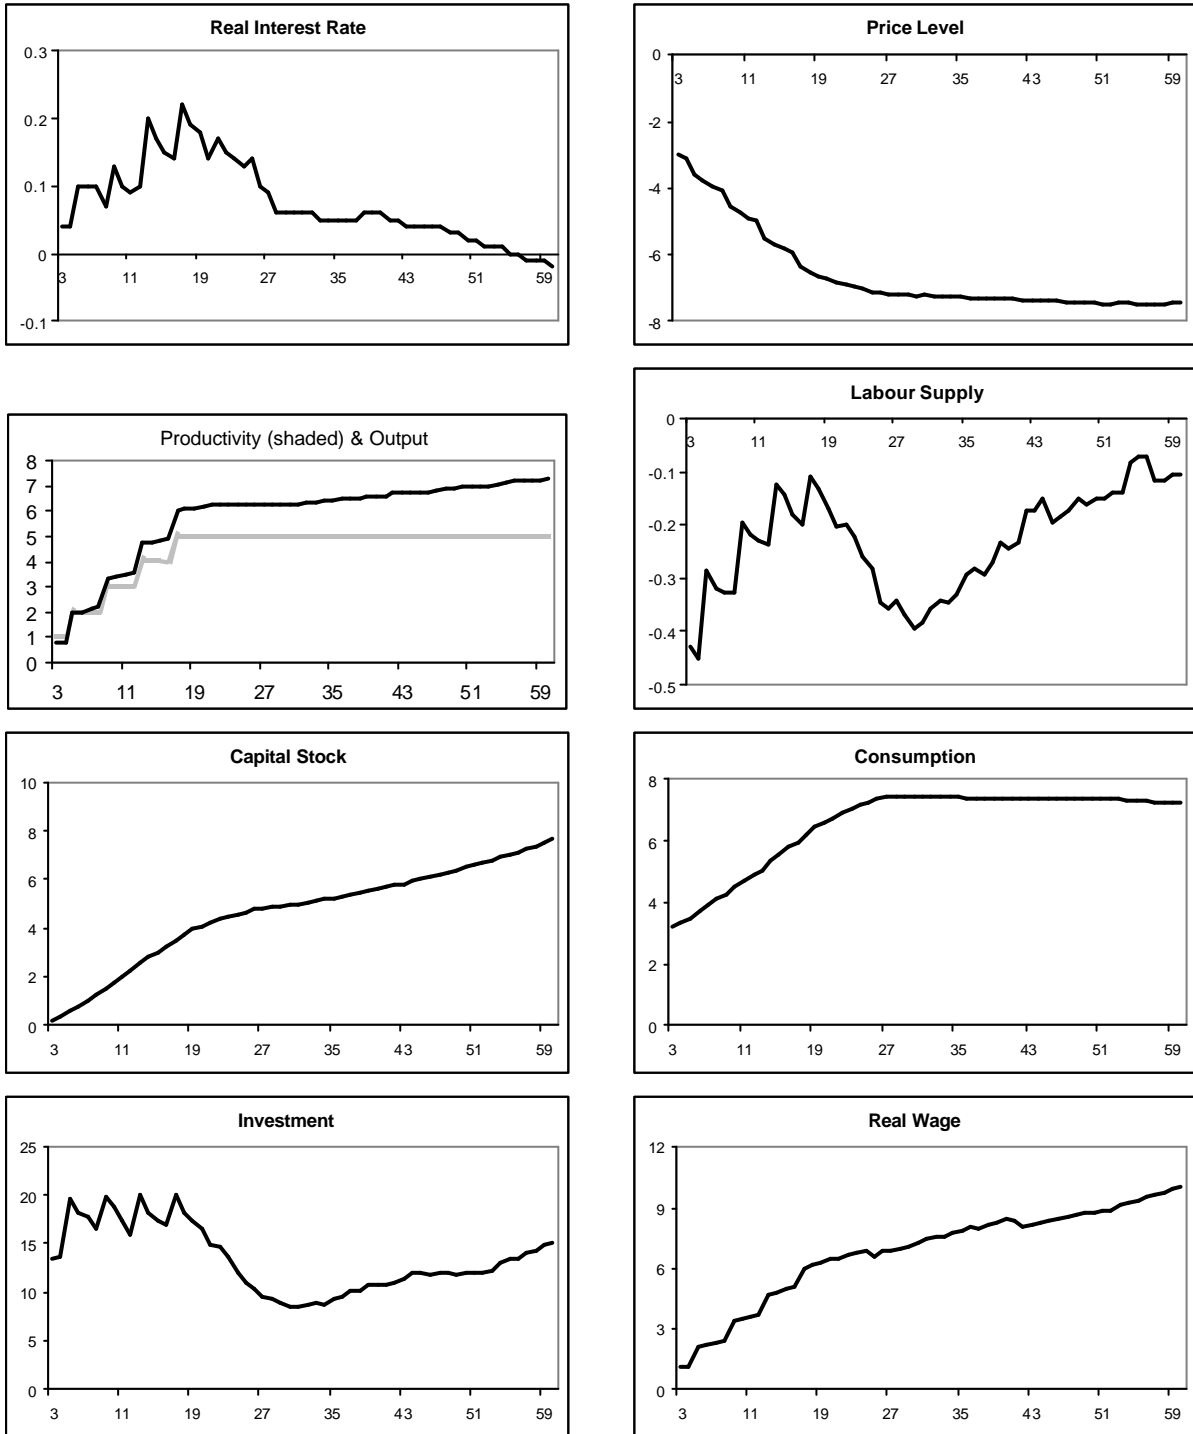 Real Interest Rate
0.3
0.2
0.1
0
-0.1
3 11 19 27 35 43 51 59
Price Level
0
-2
-4
-6
-8
3 11 19 27 35 43 51 59
Productivity (shaded) & Output
8
7
6
5
4
3
2
1
0
3 11 19 27 35 43 51 59
Labour Supply
0
-0.1
-0.2
-0.3
-0.4
-0.5
3 11 19 27 35 43 51 59
Capital Stock
10
8
6
4
2
0
3 11 19 27 35 43 51 59
Consumption
8
6
4
2
0
3 11 19 27 35 43 51 59
Investment
25
20
15
10
5
0
3 11 19 27 35 43 51 59
Real Wage
12
9
6
3
0
3 11 19 27 35 43 51 59